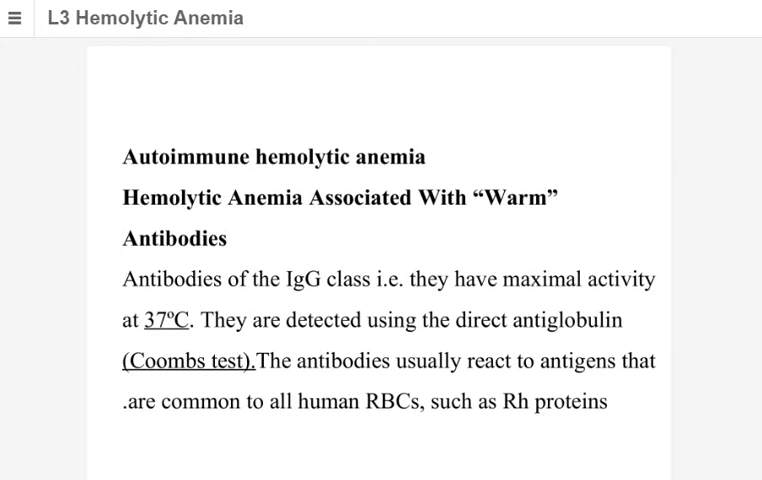 L3 Hemolytic Anemia
Autoimmune hemolytic anemia
Hemolytic Anemia Associated With “Warm”
Antibodies
Antibodies of the IgG class i.e. they have maximal activity
at 37ºC. They are detected using the direct antiglobulin
(Coombs test).The antibodies usually react to antigens that
.are common to all human RBCs, such as Rh proteins